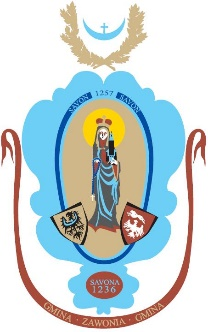 SAVON 1257 SAVON
SAVONA
1236
GMINA - ZAWONIA - GMINA